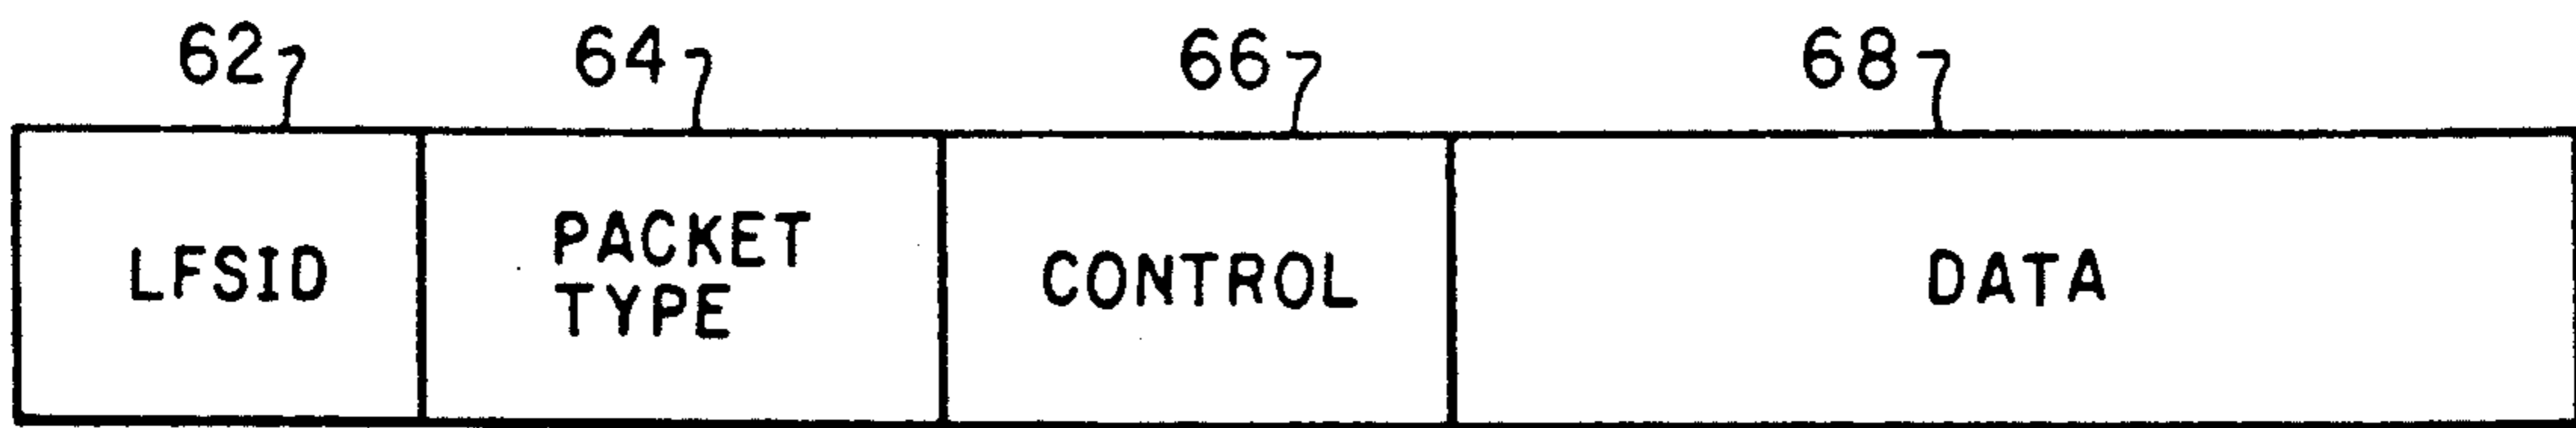 62 64 66 68
LFSID PACKET TYPE CONTROL DATA